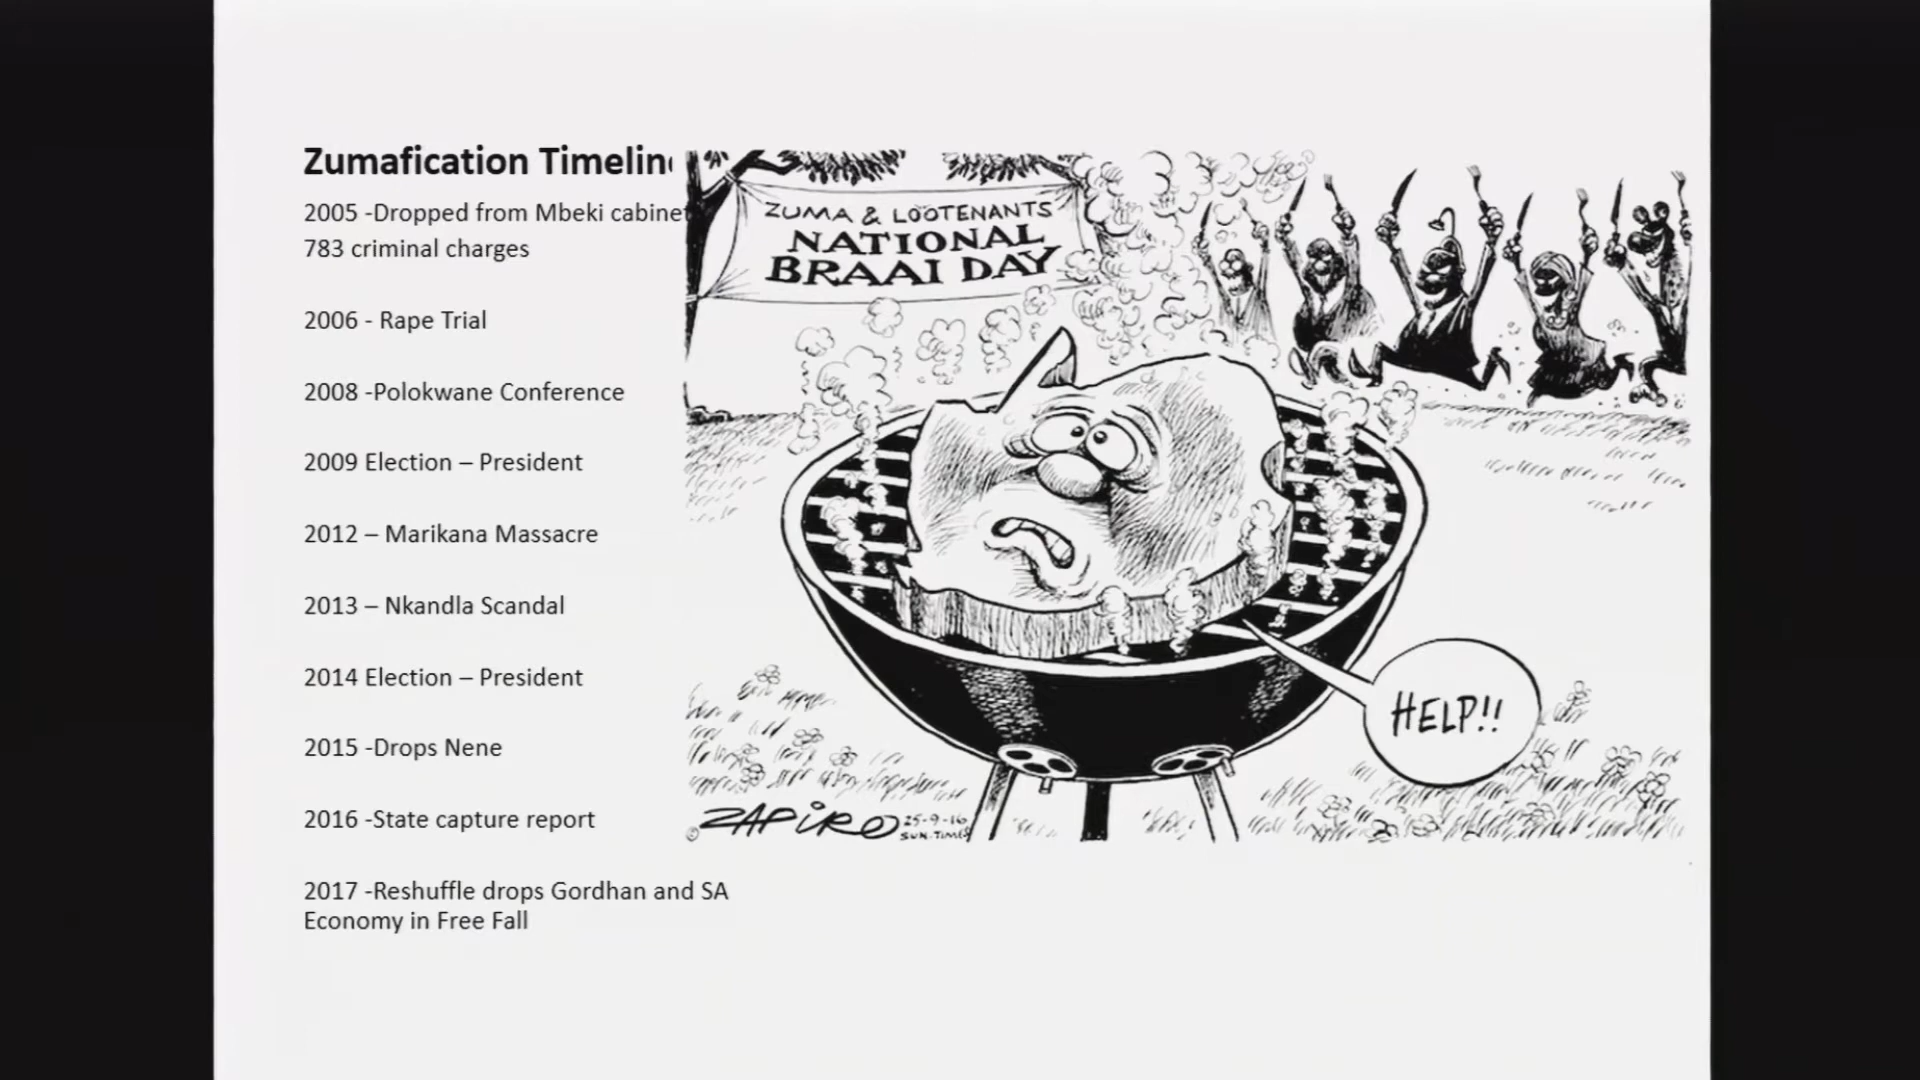 Zumafication Timelin
2005 -Dropped from Mbeki cabinet
783 criminal charges
2006 - Rape Trial
2008 -Polokwane Conference
2009 Election – President
2012 – Marikana Massacre
2013 – Nkandla Scandal
2014 Election – President
2015 -Drops Nene
2016 -State capture report
2017 -Reshuffle drops Gordhan and SA
Economy in Free Fall
ZUMA & LOOTENANTS
NATIONAL
BRAAI DAY
HELP!!
© ZAPIRO 25-9-16
SUN. TIMES